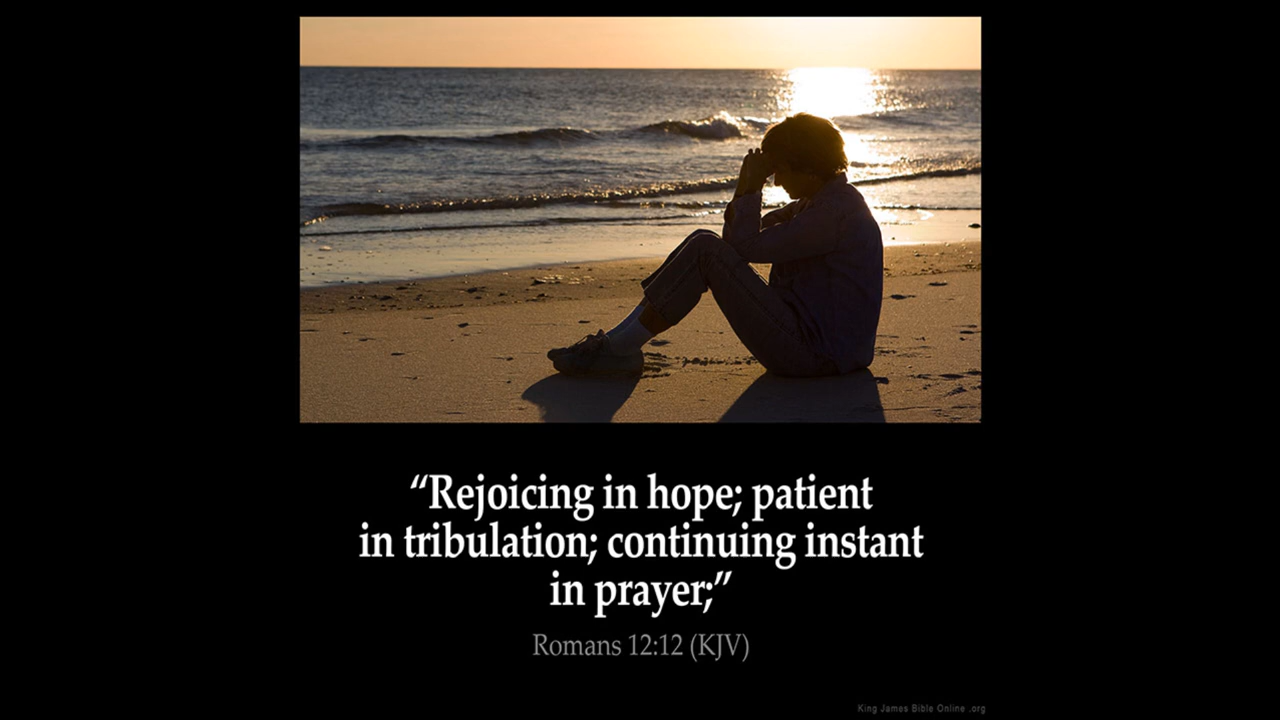 “Rejoicing in hope; patient
in tribulation; continuing instant
in prayer;”
Romans 12:12 (KJV)
King James Bible Online .org